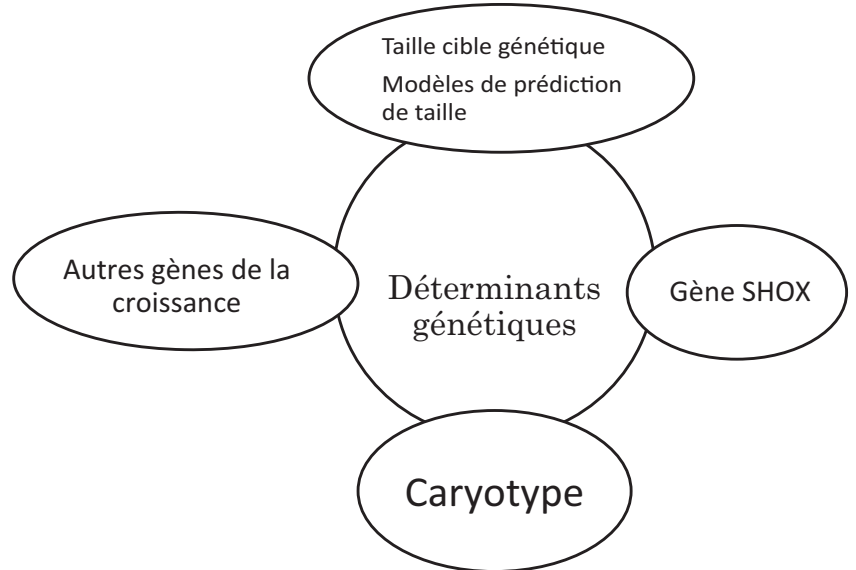 Taille cible génétique
Modèles de prédiction
de taille
Autres gènes de la
croissance
Déterminants
génétiques
Gène SHOX
Caryotype